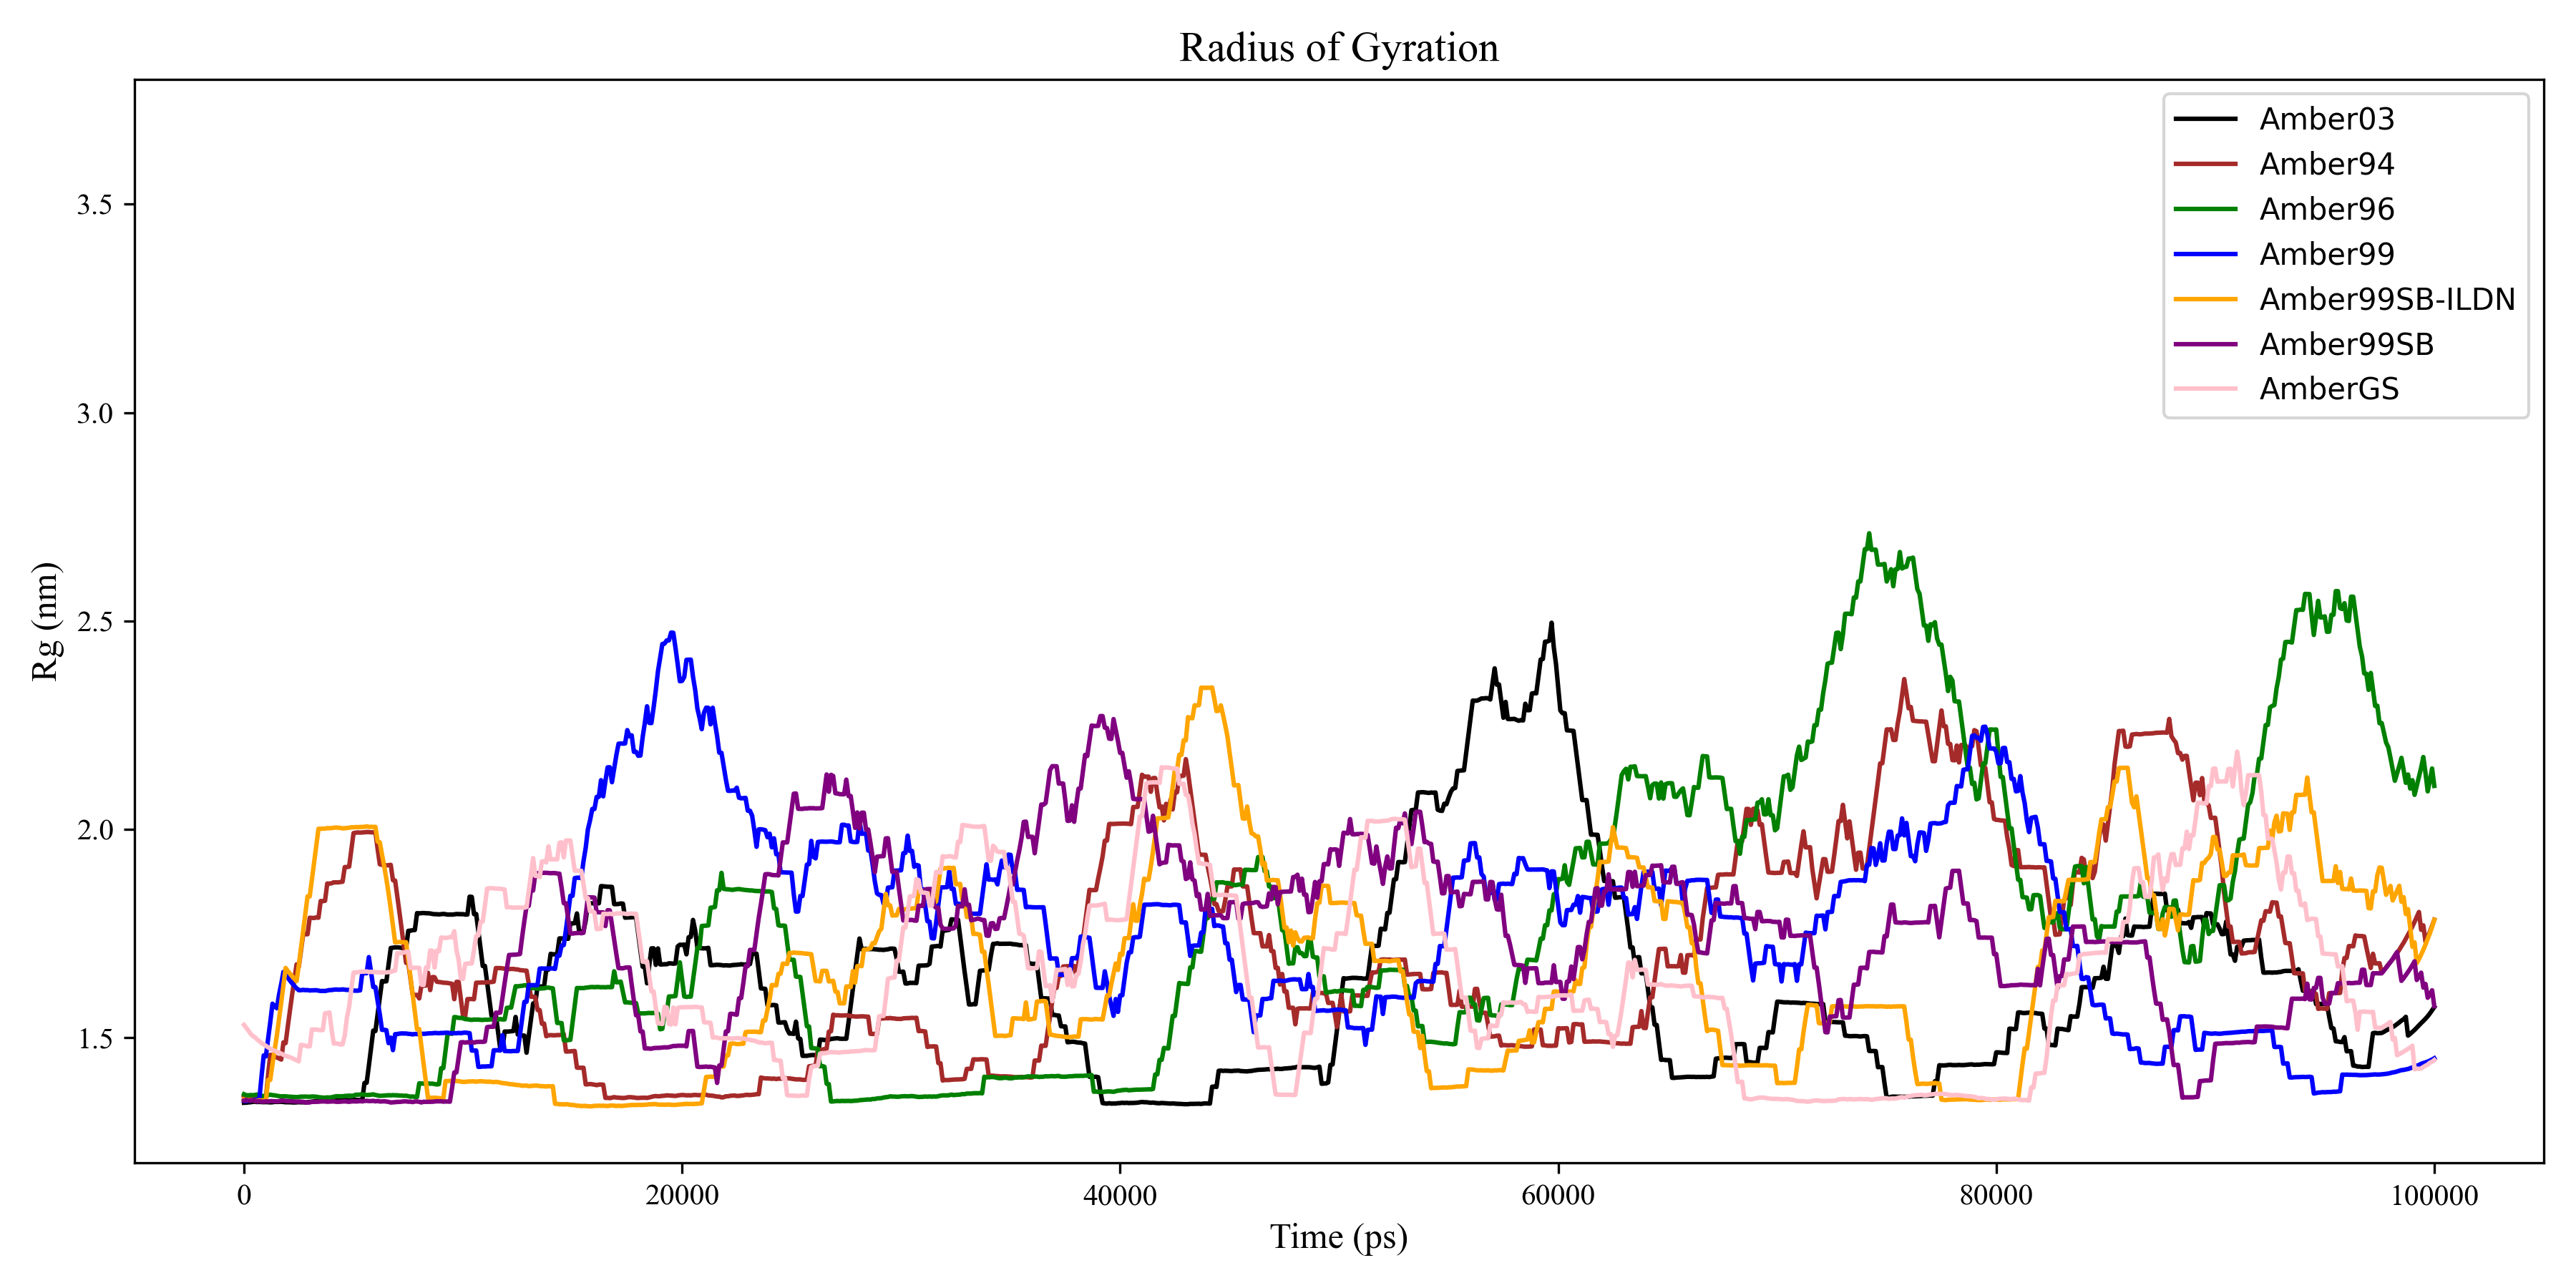 Radius of Gyration
Amber03
Amber94
Amber96
Amber99
Amber99SB-ILDN
Amber99SB
AmberGS
3.5
3.0
2.5
2.0
1.5
Rg (nm)
0 20000 40000 60000 80000 100000
Time (ps)